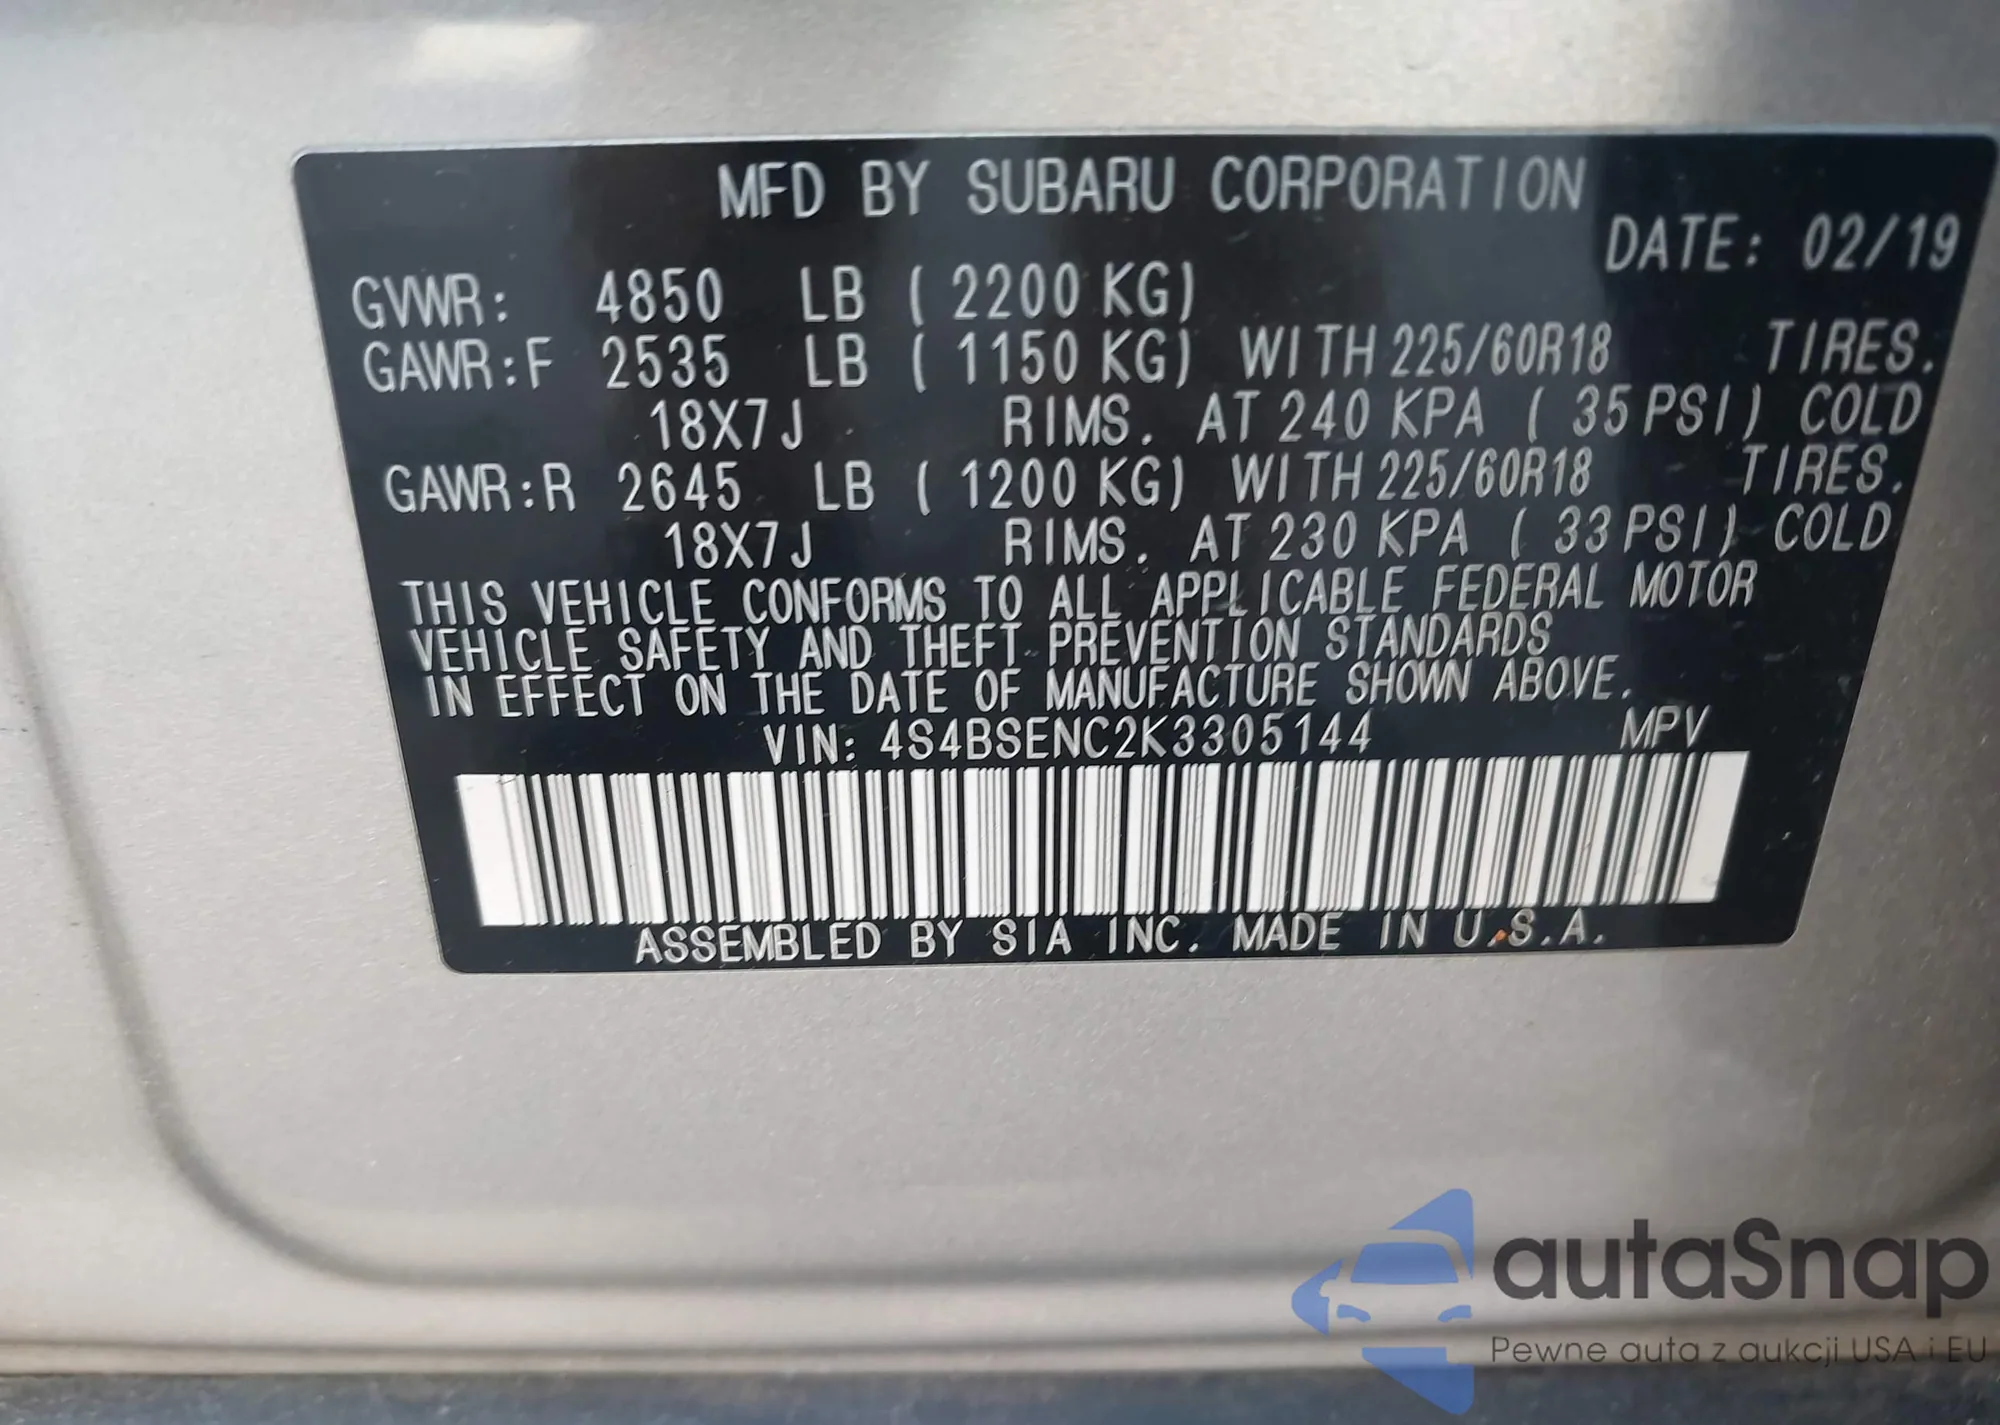 MFD BY SUBARU CORPORATION
DATE: 02/19
GVWR: 4850 LB ( 2200 KG)
GAWR:F 2535 LB ( 1150 KG) WITH 225/60R18 TIRES.
18X7J RIMS. AT 240 KPA ( 35 PSI) COLD
GAWR:R 2645 LB ( 1200 KG) WITH 225/60R18 TIRES.
18X7J RIMS. AT 230 KPA ( 33 PSI) COLD
THIS VEHICLE CONFORMS TO ALL APPLICABLE FEDERAL MOTOR
VEHICLE SAFETY AND THEFT PREVENTION STANDARDS
IN EFFECT ON THE DATE OF MANUFACTURE SHOWN ABOVE.
VIN: 4S4BSENC2K3305144 MPV
ASSEMBLED BY SIA INC. MADE IN U.S.A.
autaSnap
Pewne auta z aukcji USA i EU